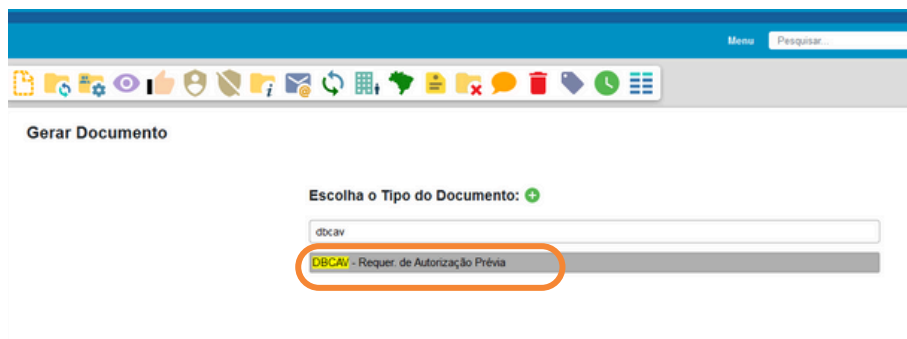 Menu Pesquisar...
Gerar Documento
Escolha o Tipo do Documento:
dbcav
DBCAV - Requer. de Autorização Prévia